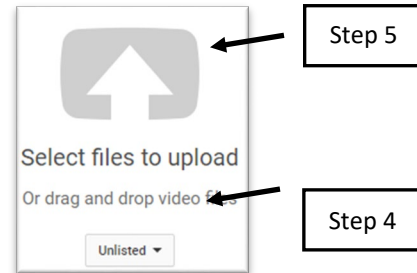 Step 5
Select files to upload
Or drag and drop video files
Step 4
Unlisted